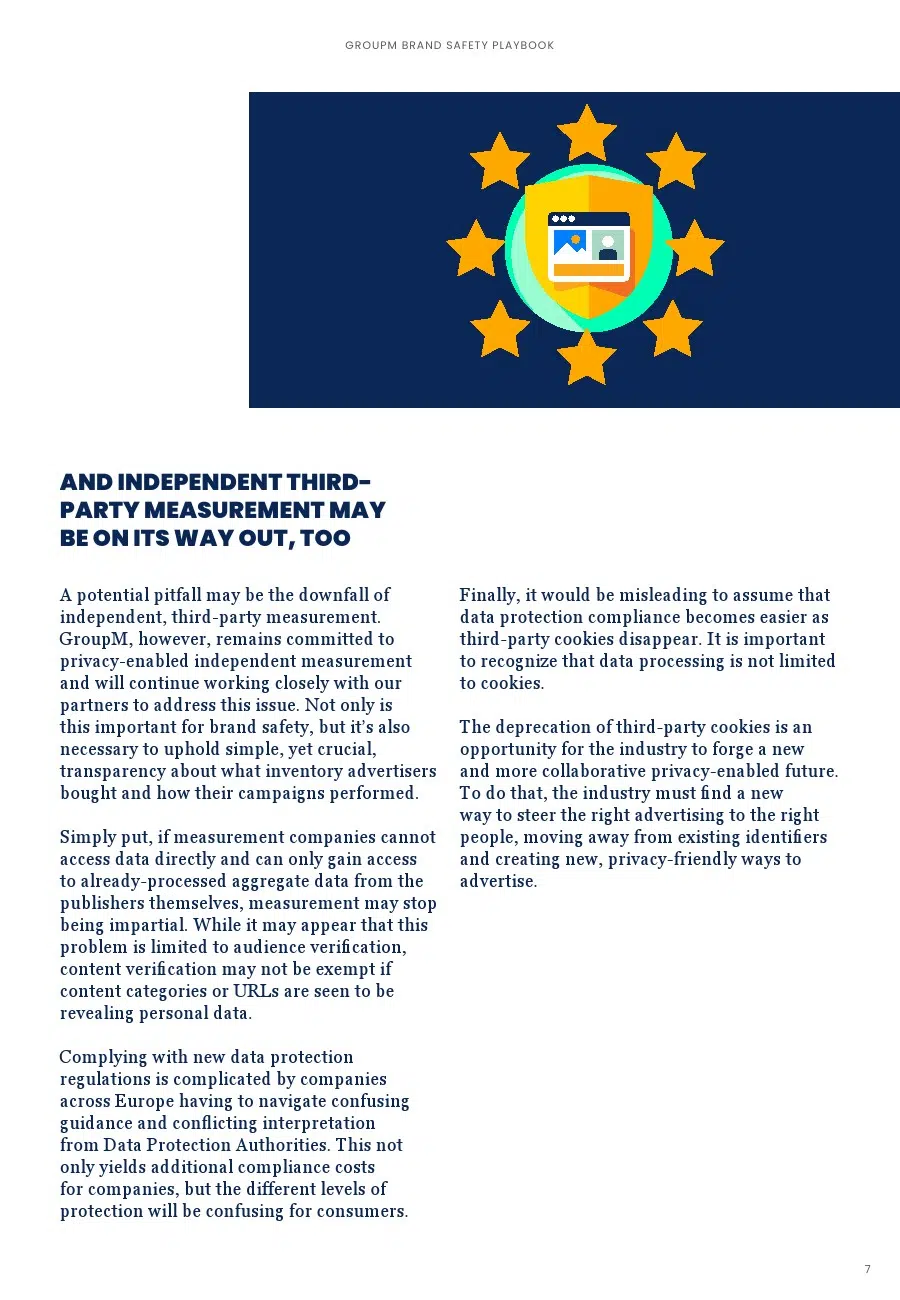 GROUPM BRAND SAFETY PLAYBOOK
AND INDEPENDENT THIRD-
PARTY MEASUREMENT MAY
BE ON ITS WAY OUT, TOO
A potential pitfall may be the downfall of
independent, third-party measurement.
GroupM, however, remains committed to
privacy-enabled independent measurement
and will continue working closely with our
partners to address this issue. Not only is
this important for brand safety, but it’s also
necessary to uphold simple, yet crucial,
transparency about what inventory advertisers
bought and how their campaigns performed.
Simply put, if measurement companies cannot
access data directly and can only gain access
to already-processed aggregate data from the
publishers themselves, measurement may stop
being impartial. While it may appear that this
problem is limited to audience verification,
content verification may not be exempt if
content categories or URLs are seen to be
revealing personal data.
Complying with new data protection
regulations is complicated by companies
across Europe having to navigate confusing
guidance and conflicting interpretation
from Data Protection Authorities. This not
only yields additional compliance costs
for companies, but the different levels of
protection will be confusing for consumers.
Finally, it would be misleading to assume that
data protection compliance becomes easier as
third-party cookies disappear. It is important
to recognize that data processing is not limited
to cookies.
The deprecation of third-party cookies is an
opportunity for the industry to forge a new
and more collaborative privacy-enabled future.
To do that, the industry must find a new
way to steer the right advertising to the right
people, moving away from existing identifiers
and creating new, privacy-friendly ways to
advertise.
7